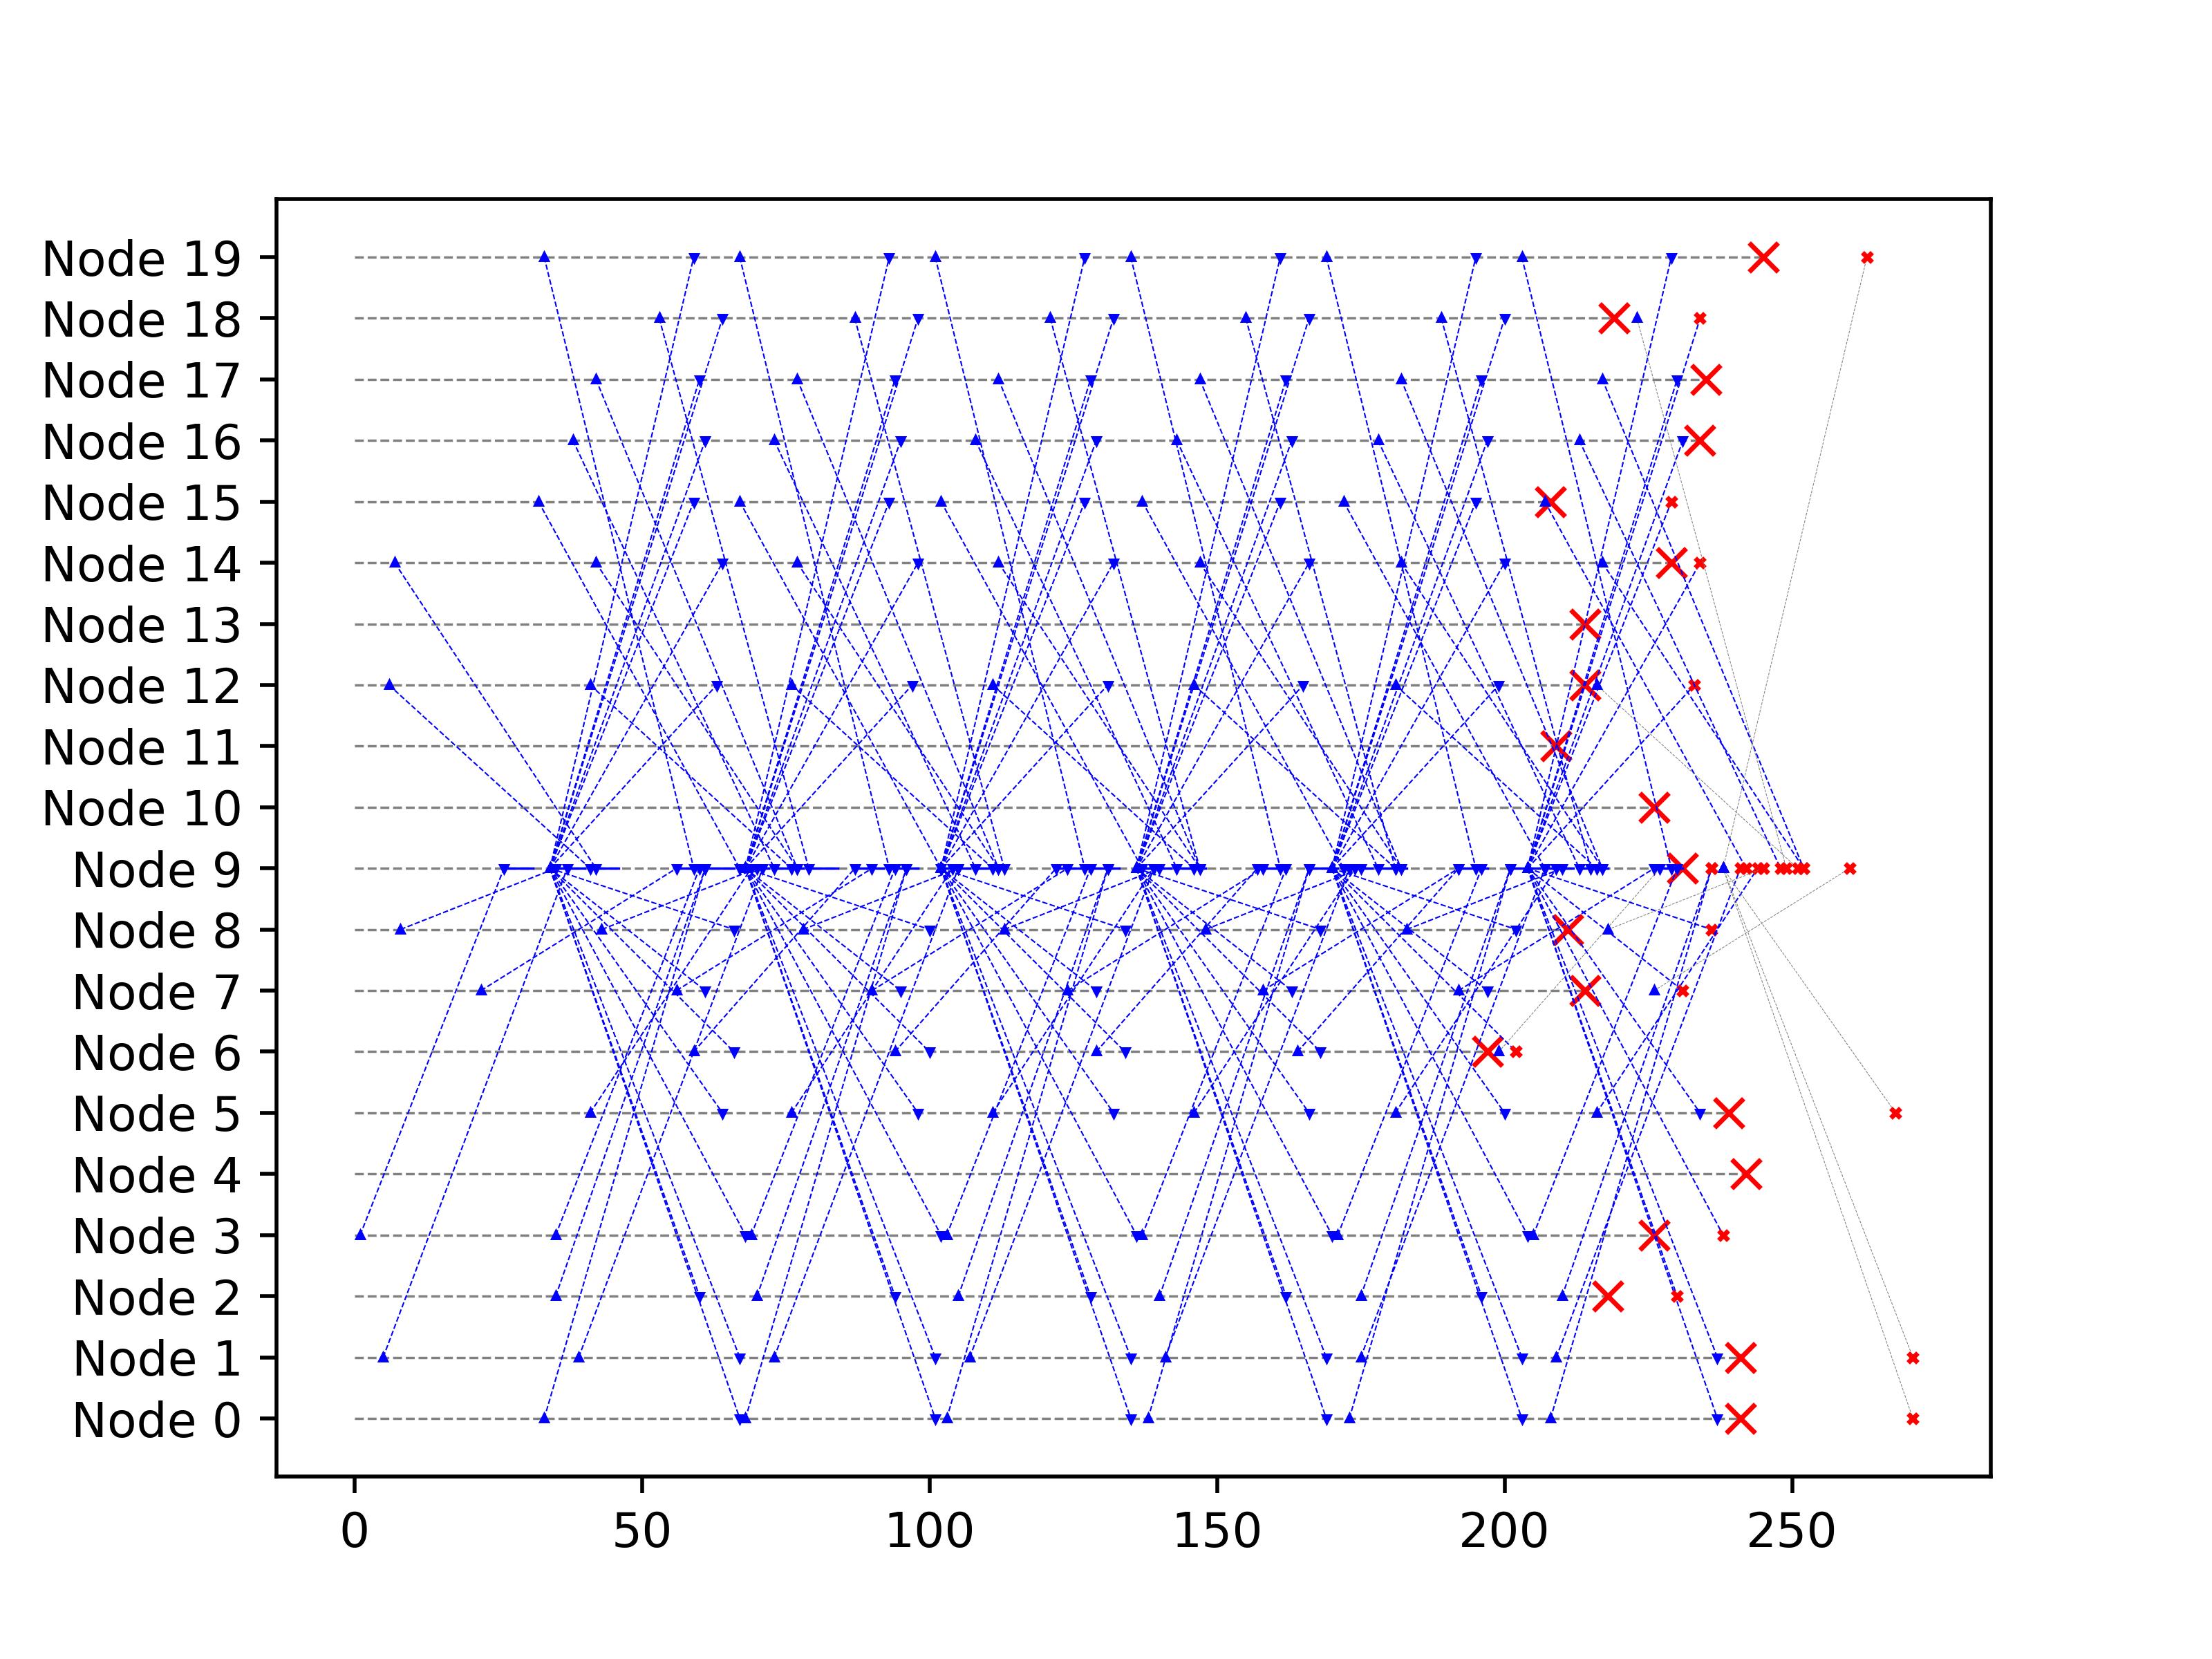 Node 19
Node 18
Node 17
Node 16
Node 15
Node 14
Node 13
Node 12
Node 11
Node 10
Node 9
Node 8
Node 7
Node 6
Node 5
Node 4
Node 3
Node 2
Node 1
Node 0
0 50 100 150 200 250